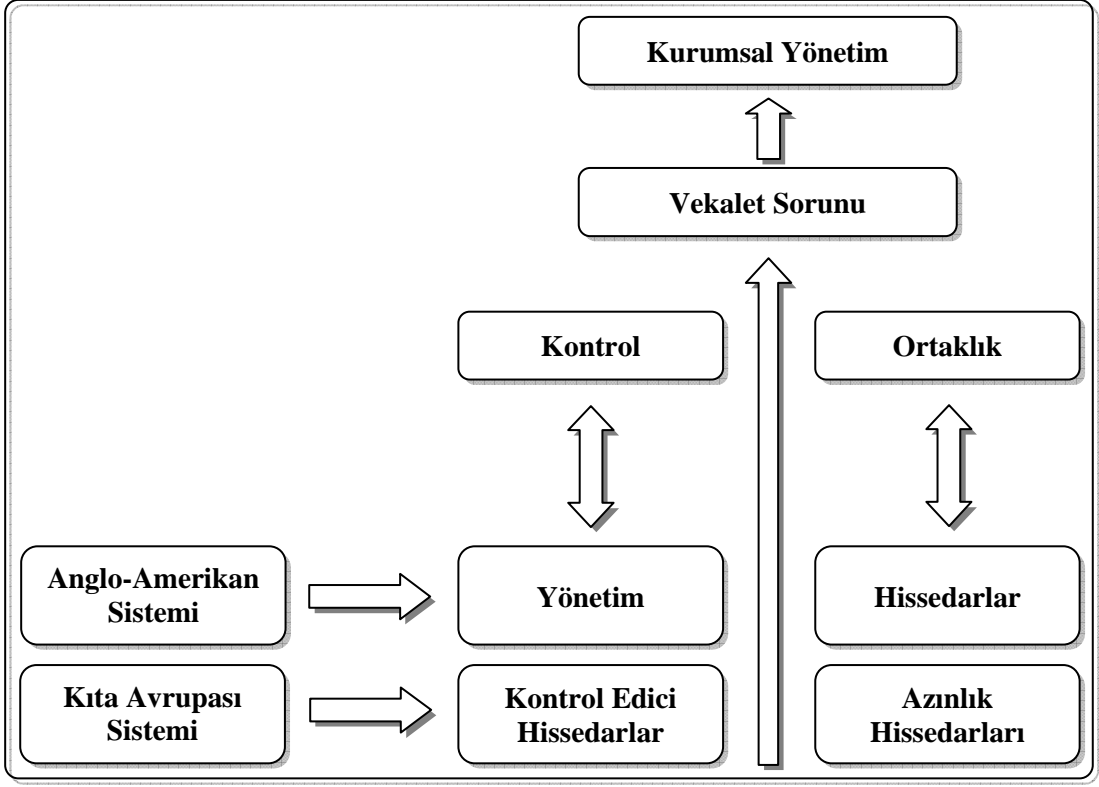 Kurumsal Yönetim
Vekalet Sorunu
Kontrol
Ortaklık
Anglo-Amerikan
Sistemi
Yönetim
Hissedarlar
Kıta Avrupası
Sistemi
Kontrol Edici
Hissedarlar
Azınlık
Hissedarları